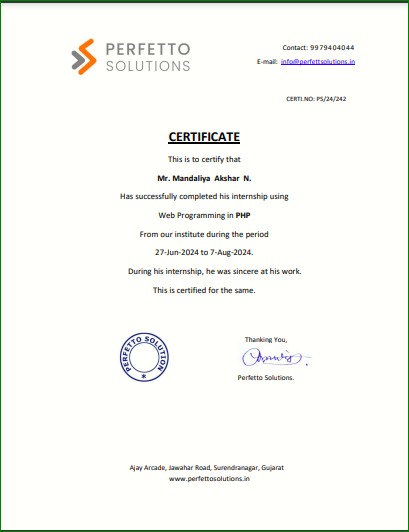 PERFETTO
SOLUTIONS
Contact: 9979404044
E-mail: info@perfettsolutions.in
CERTI.NO: PS/24/242
CERTIFICATE
This is to certify that
Mr. Mandaliya Akshar N.
Has successfully completed his internship using
Web Programming in PHP
From our institute during the period
27-Jun-2024 to 7-Aug-2024.
During his internship, he was sincere at his work.
This is certified for the same.
PERFETTO SOLUTION
Thanking You,
Perfetto Solutions.
Ajay Arcade, Jawahar Road, Surendranagar, Gujarat
www.perfettosolutions.in